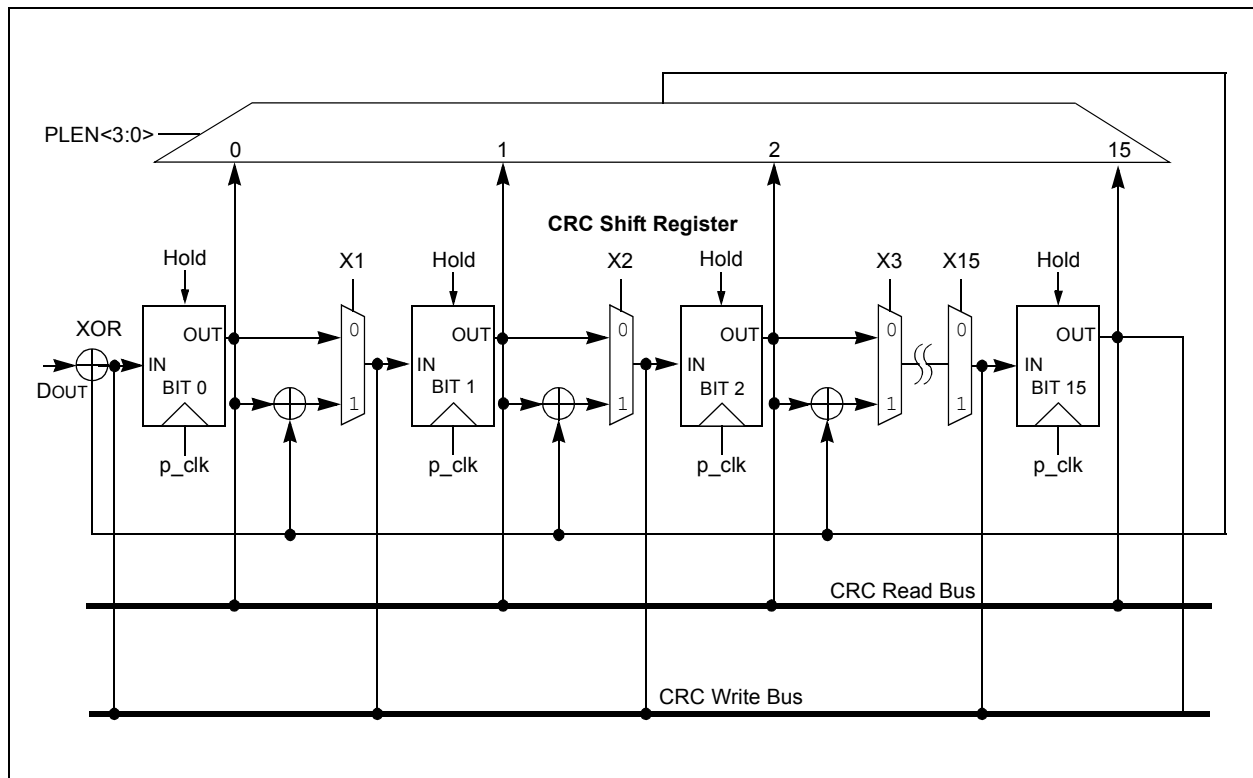 PLEN<3:0>
0 1 2 15
CRC Shift Register
Hold X1 Hold X2 Hold X3 X15 Hold
XOR
OUT 0 OUT 0 OUT 0 0 OUT
IN IN IN IN
DOUT
BIT 0 1 BIT 1 1 BIT 2 1 1 BIT 15
p_clk p_clk p_clk p_clk
CRC Read Bus
CRC Write Bus